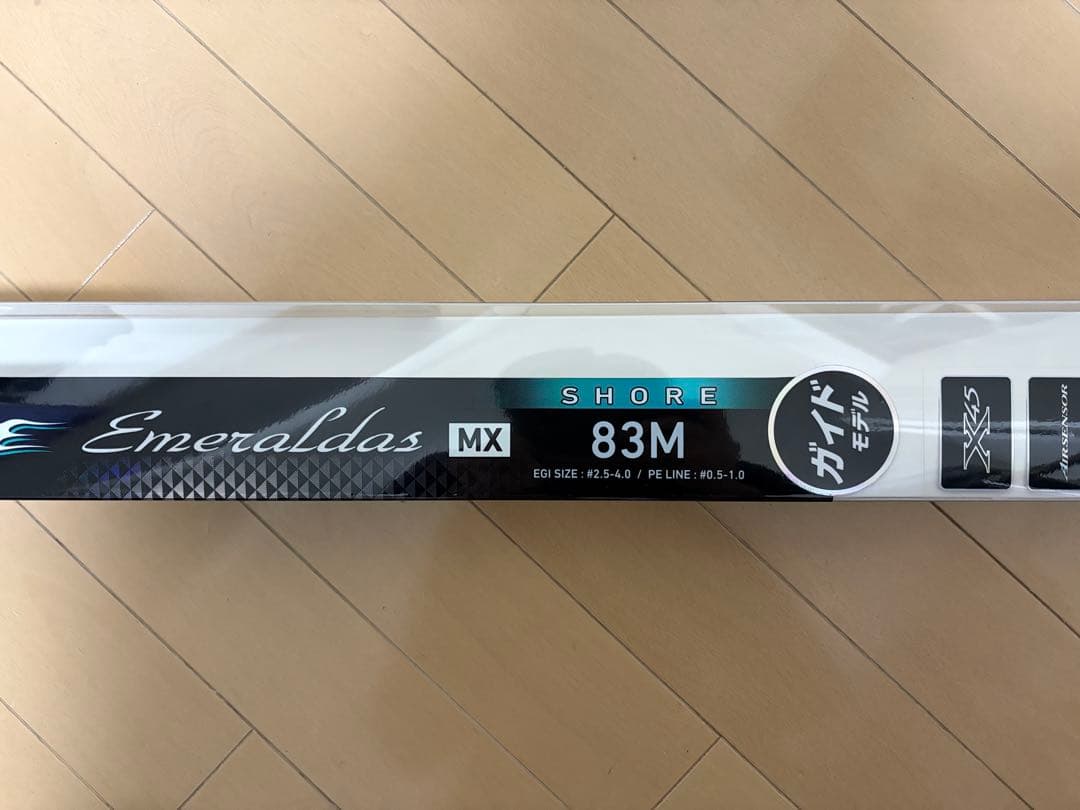 Emeraldas MX
SHORE
83M
EGI SIZE : #2.5-4.0 / PE LINE : #0.5-1.0
ガイド
モデル
X45
AIRSENSOR